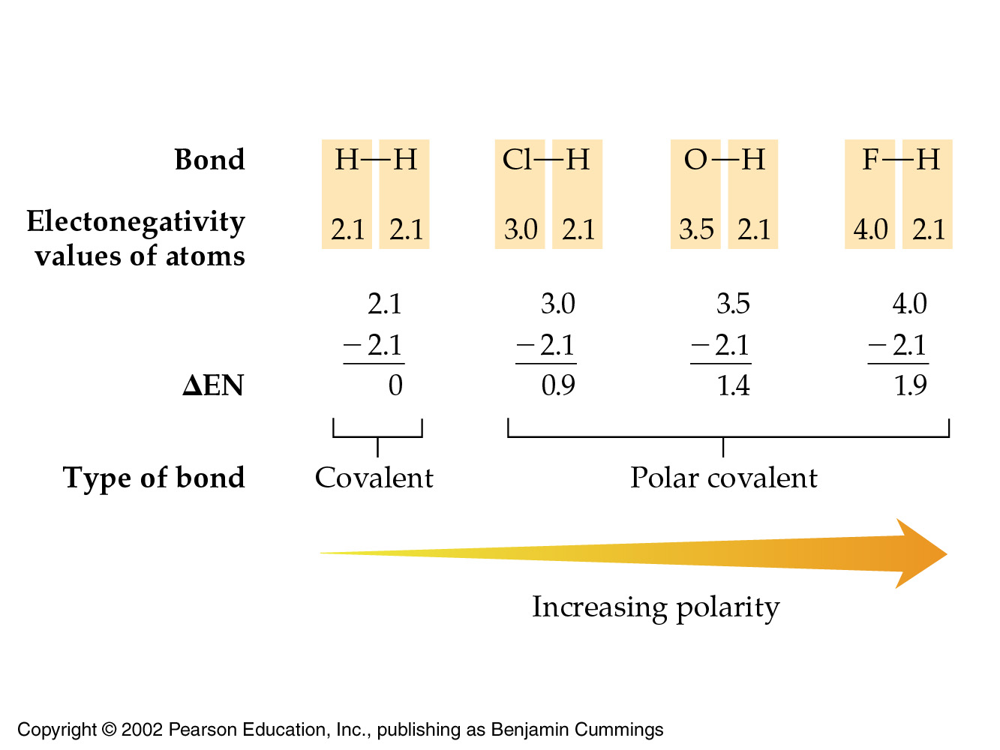 Bond H—H Cl—H O—H F—H
Electonegativity
values of atoms
2.1 2.1 3.0 2.1 3.5 2.1 4.0 2.1
2.1 3.0 3.5 4.0
−2.1 −2.1 −2.1 −2.1
ΔEN 0 0.9 1.4 1.9
Type of bond Covalent Polar covalent
Increasing polarity
Copyright © 2002 Pearson Education, Inc., publishing as Benjamin Cummings